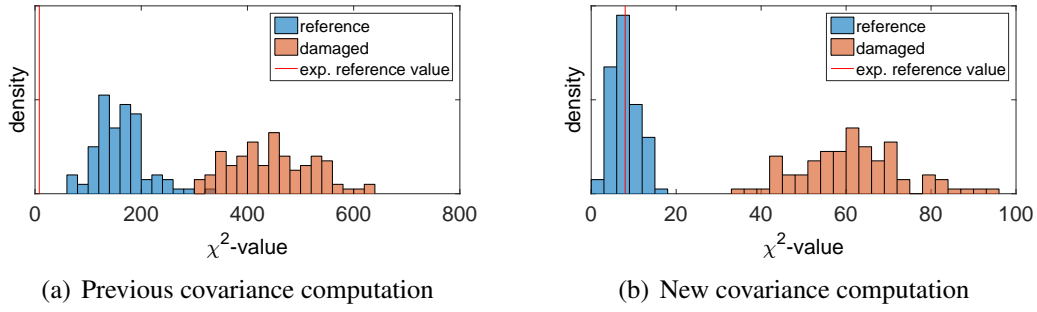 density
reference
damaged
exp. reference value
0 200 400 600 800
χ²-value
(a) Previous covariance computation
density
reference
damaged
exp. reference value
0 20 40 60 80 100
χ²-value
(b) New covariance computation